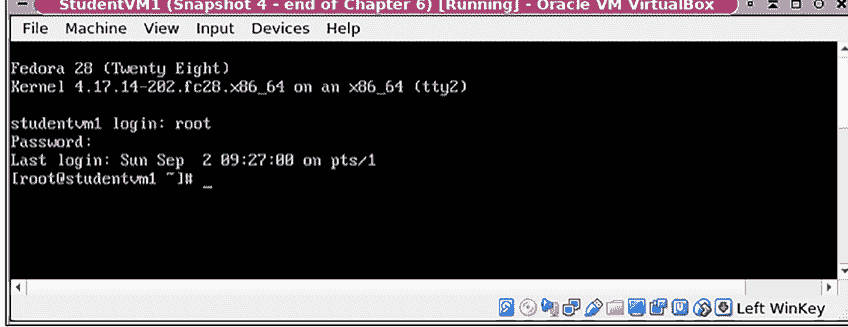 StudentVM1 (Snapshot 4 - end of Chapter 6) [Running] - Oracle VM VirtualBox
File Machine View Input Devices Help
Fedora 28 (Twenty Eight)
Kernel 4.17.14-202.fc28.x86_64 on an x86_64 (tty2)
studentvm1 login: root
Password:
Last login: Sun Sep  2 09:27:00 on pts/1
[root@studentvm1 ~]# _
Left WinKey